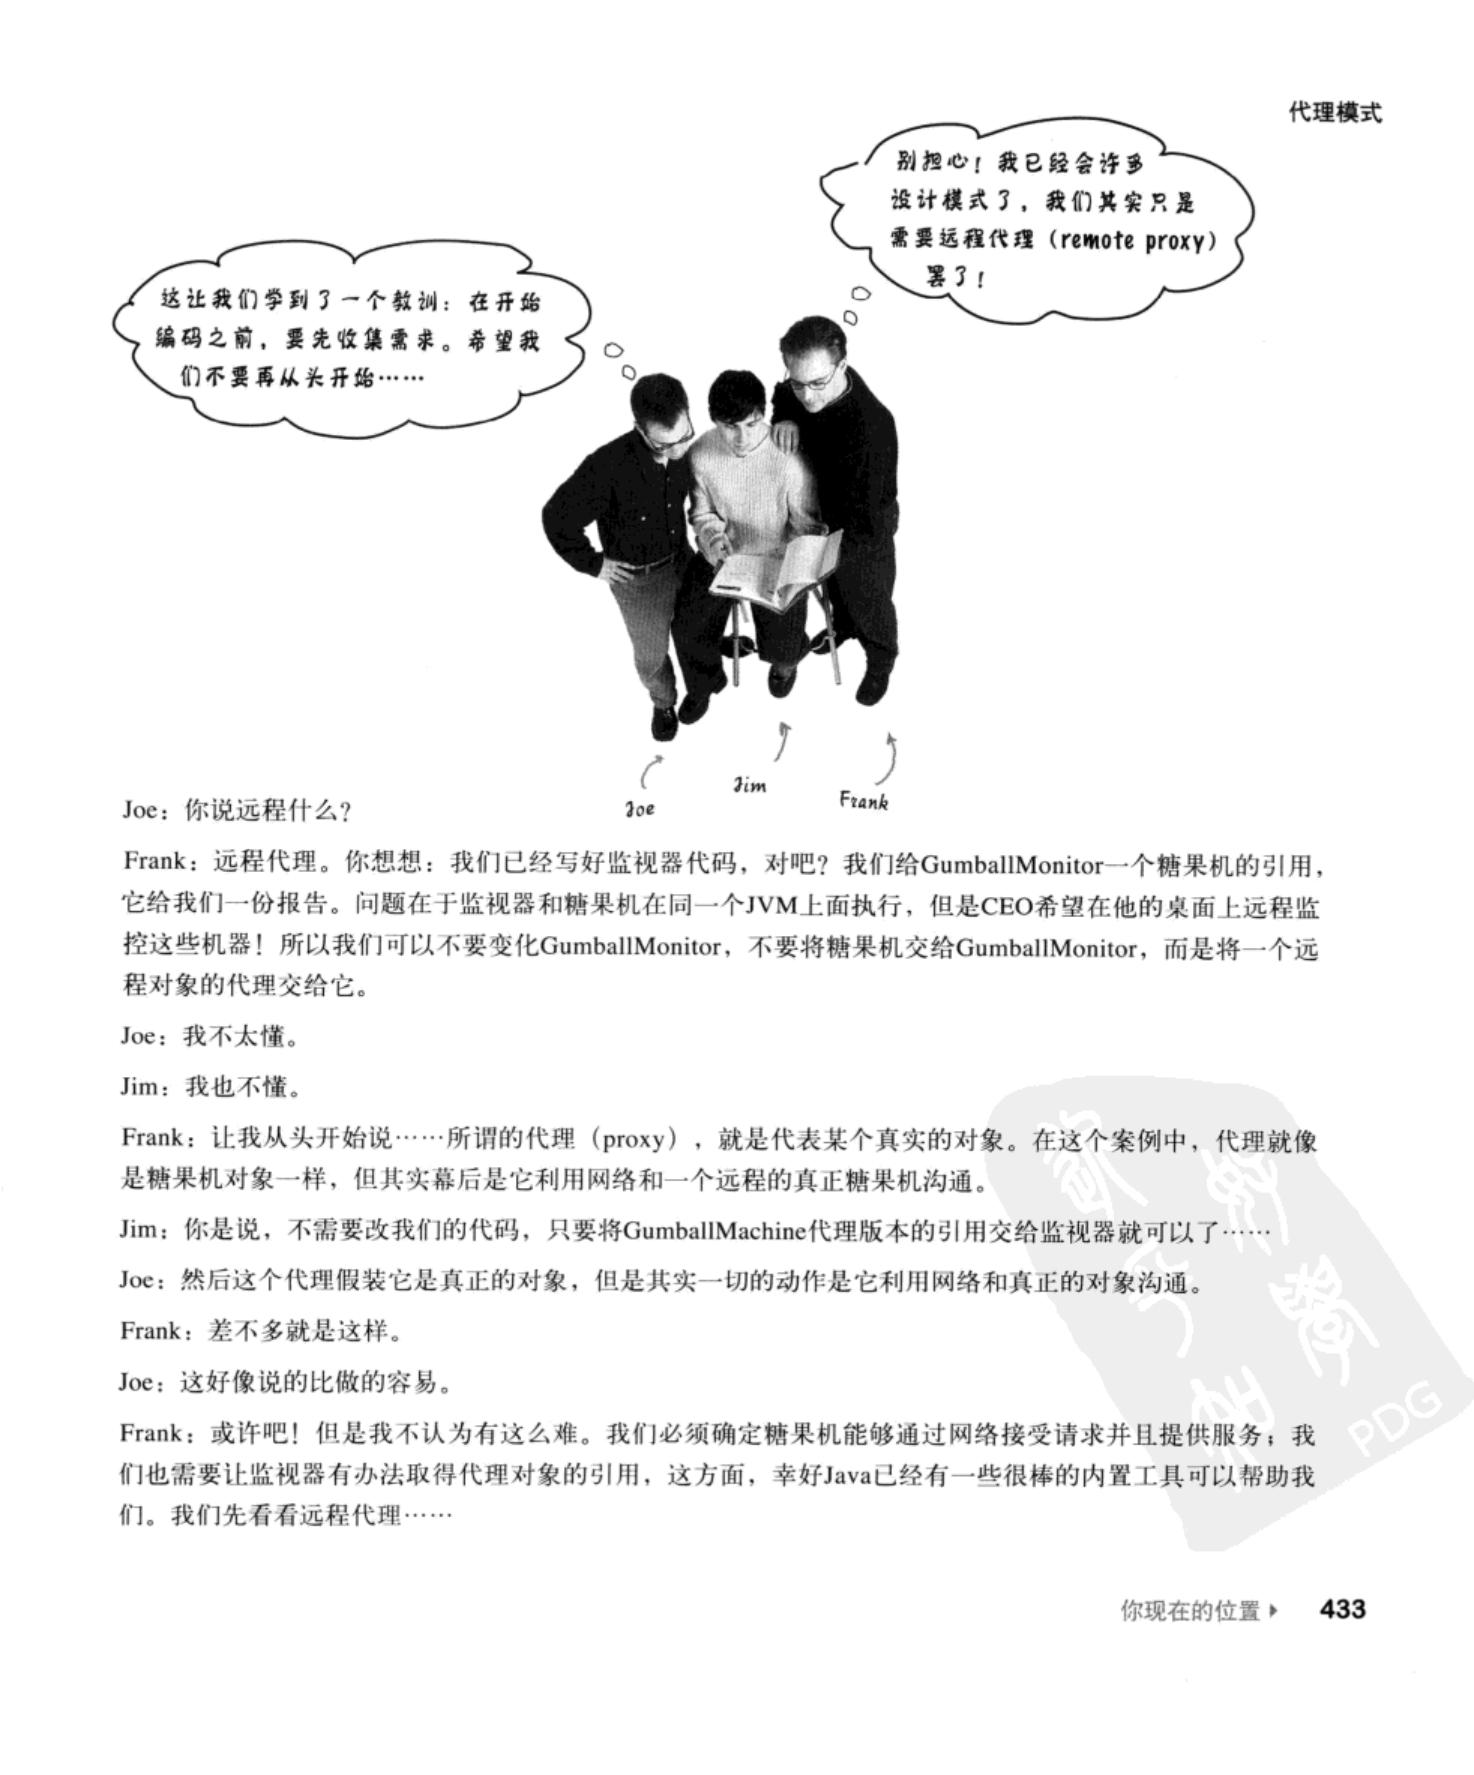 代理模式
别担心！我已经会许多
设计模式了，我们其实只是
需要远程代理（remote proxy）
罢了！
这让我们学到了一个教训：在开始
编码之前，要先收集需求。希望我
们不要再从头开始……
Joe
Jim
Frank
Joe：你说远程什么？
Frank：远程代理。你想想：我们已经写好监视器代码，对吧？我们给GumballMonitor一个糖果机的引用，
它给我们一份报告。问题在于监视器和糖果机在同一个JVM上面执行，但是CEO希望在他的桌面上远程监
控这些机器！所以我们可以不要变化GumballMonitor，不要将糖果机交给GumballMonitor，而是将一个远
程对象的代理交给它。
Joe：我不太懂。
Jim：我也不懂。
Frank：让我从头开始说……所谓的代理（proxy），就是代表某个真实的对象。在这个案例中，代理就像
是糖果机对象一样，但其实幕后是它利用网络和一个远程的真正糖果机沟通。
Jim：你是说，不需要改我们的代码，只要将GumballMachine代理版本的引用交给监视器就可以了……
Joe：然后这个代理假装它是真正的对象，但是其实一切的动作是它利用网络和真正的对象沟通。
Frank：差不多就是这样。
Joe：这好像说的比做的容易。
Frank：或许吧！但是我不认为有这么难。我们必须确定糖果机能够通过网络接受请求并且提供服务；我
们也需要让监视器有办法取得代理对象的引用，这方面，幸好Java已经有一些很棒的内置工具可以帮助我
们。我们先看看远程代理……
PDG
你现在的位置 ▸ 433